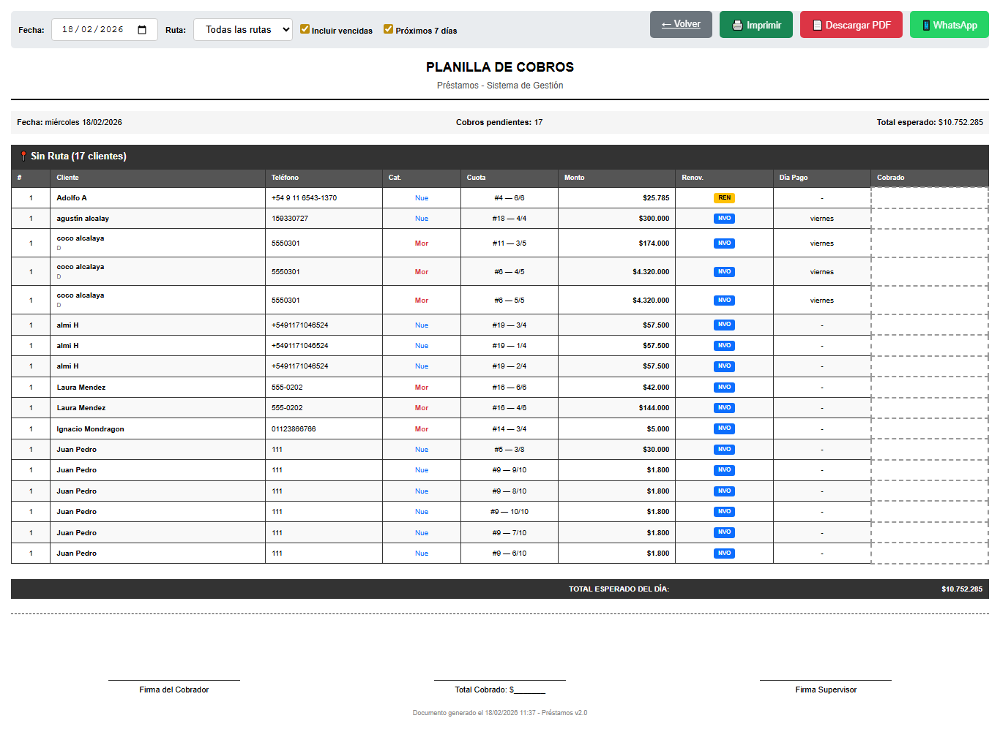 Fecha: 18/02/2026 Ruta: Todas las rutas Incluir vencidas Próximos 7 días ← Volver Imprimir Descargar PDF WhatsApp
PLANILLA DE COBROS
Préstamos - Sistema de Gestión
Fecha: miércoles 18/02/2026 Cobros pendientes: 17 Total esperado: $10.752.285
Sin Ruta (17 clientes)
# Cliente Teléfono Cat. Cuota Monto Renov. Día Pago Cobrado
1 Adolfo A +54 9 11 6543-1370 Nue #4 — 6/6 $25.785 REN -
1 agustin alcalay 159330727 Nue #18 — 4/4 $300.000 NVO viernes
1 coco alcalaya 5550301 Mor #11 — 3/5 $174.000 NVO viernes
D
1 coco alcalaya 5550301 Mor #6 — 4/5 $4.320.000 NVO viernes
D
1 coco alcalaya 5550301 Mor #6 — 5/5 $4.320.000 NVO viernes
D
1 almi H +5491171046524 Nue #19 — 3/4 $57.500 NVO -
1 almi H +5491171046524 Nue #19 — 1/4 $57.500 NVO -
1 almi H +5491171046524 Nue #19 — 2/4 $57.500 NVO -
1 Laura Mendez 555-0202 Mor #16 — 6/6 $42.000 NVO -
1 Laura Mendez 555-0202 Mor #16 — 4/6 $144.000 NVO -
1 Ignacio Mondragon 01123866766 Mor #14 — 3/4 $5.000 NVO -
1 Juan Pedro 111 Nue #5 — 3/8 $30.000 NVO -
1 Juan Pedro 111 Nue #9 — 9/10 $1.800 NVO -
1 Juan Pedro 111 Nue #9 — 8/10 $1.800 NVO -
1 Juan Pedro 111 Nue #9 — 10/10 $1.800 NVO -
1 Juan Pedro 111 Nue #9 — 7/10 $1.800 NVO -
1 Juan Pedro 111 Nue #9 — 6/10 $1.800 NVO -
TOTAL ESPERADO DEL DÍA: $10.752.285
Firma del Cobrador Total Cobrado: $_______ Firma Supervisor
Documento generado el 18/02/2026 11:37 - Préstamos v2.0